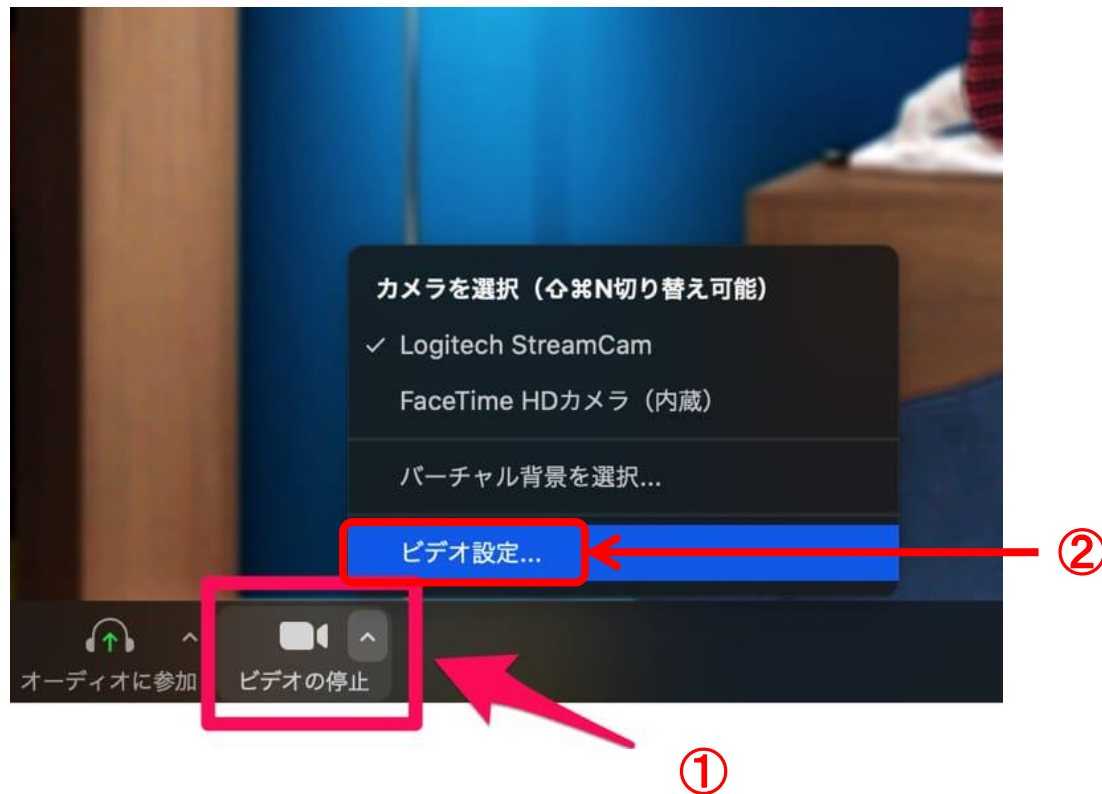 カメラを選択（⇧⌘N切り替え可能）
✓ Logitech StreamCam
FaceTime HDカメラ（内蔵）
バーチャル背景を選択...
ビデオ設定...
②
オーディオに参加
ビデオの停止
①